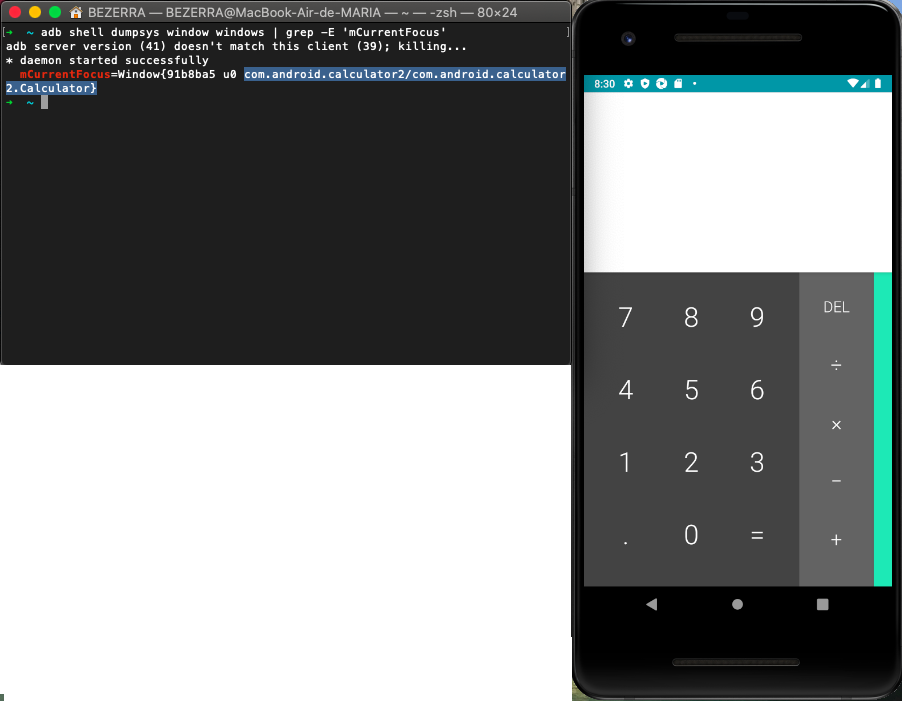 BEZERRA — BEZERRA@MacBook-Air-de-MARIA — ~ — -zsh — 80×24
[➜  ~ adb shell dumpsys window windows | grep -E 'mCurrentFocus' ]
adb server version (41) doesn't match this client (39); killing...
* daemon started successfully
mCurrentFocus=Window{91b8ba5 u0 com.android.calculator2/com.android.calculator
2.Calculator}
➜  ~
8:30
7 8 9 DEL
÷
4 5 6
×
1 2 3
−
. 0 = +